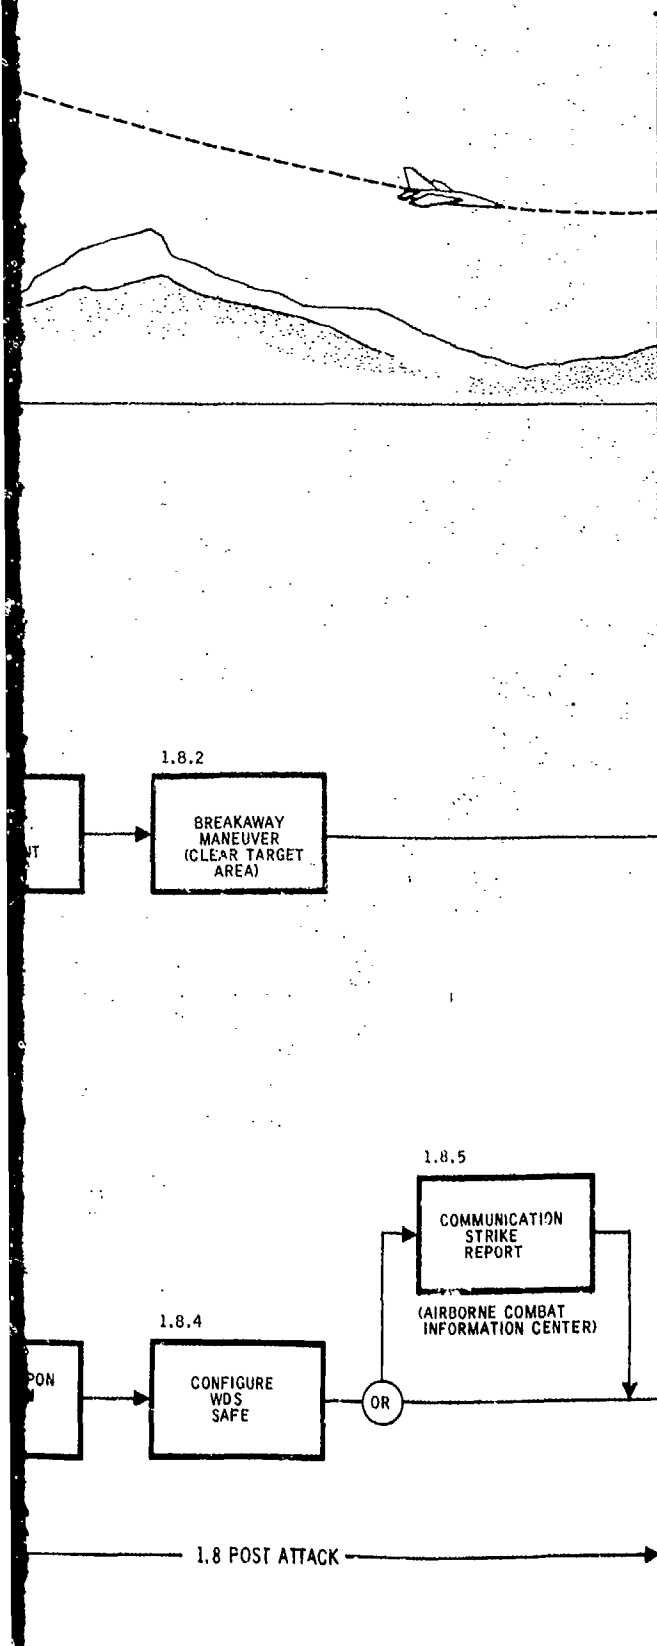 1.8.2
BREAKAWAY
MANEUVER
(CLEAR TARGET
AREA)
1.8.5
COMMUNICATION
STRIKE
REPORT
(AIRBORNE COMBAT
INFORMATION CENTER)
1.8.4
CONFIGURE
WDS
SAFE
OR
1.8 POST ATTACK